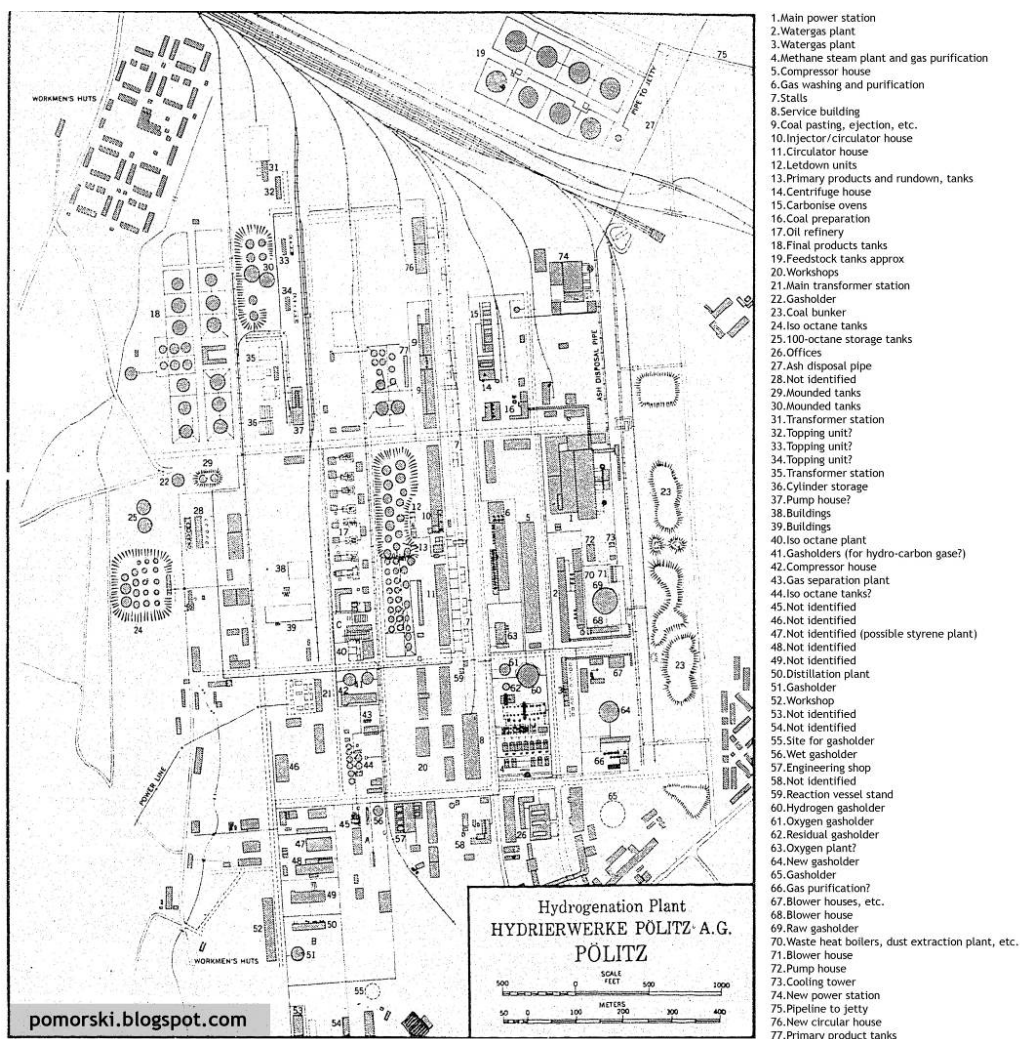 WORKMEN'S HUTS
PIPE TO JETTY
ASH DISPOSAL PIPE
POWER LINE
WORKMEN'S HUTS
Hydrogenation Plant
HYDRIERWERKE PÖLITZ A.G.
PÖLITZ
SCALE
FEET
500 0 500 1000
METERS
50 0 100 200 300 400
pomorski.blogspot.com
1.Main power station
2.Watergas plant
3.Watergas plant
4.Methane steam plant and gas purification
5.Compressor house
6.Gas washing and purification
7.Stalls
8.Service building
9.Coal pasting, ejection, etc.
10.Injector/circulator house
11.Circulator house
12.Letdown units
13.Primary products and rundown, tanks
14.Centrifuge house
15.Carbonise ovens
16.Coal preparation
17.Oil refinery
18.Final products tanks
19.Feedstock tanks approx
20.Workshops
21.Main transformer station
22.Gasholder
23.Coal bunker
24.Iso octane tanks
25.100-octane storage tanks
26.Offices
27.Ash disposal pipe
28.Not identified
29.Mounded tanks
30.Mounded tanks
31.Transformer station
32.Topping unit?
33.Topping unit?
34.Topping unit?
35.Transformer station
36.Cylinder storage
37.Pump house?
38.Buildings
39.Buildings
40.Iso octane plant
41.Gasholders (for hydro-carbon gase?)
42.Compressor house
43.Gas separation plant
44.Iso octane tanks?
45.Not identified
46.Not identified
47.Not identified (possible styrene plant)
48.Not identified
49.Not identified
50.Distillation plant
51.Gasholder
52.Workshop
53.Not identified
54.Not identified
55.Site for gasholder
56.Wet gasholder
57.Engineering shop
58.Not identified
59.Reaction vessel stand
60.Hydrogen gasholder
61.Oxygen gasholder
62.Residual gasholder
63.Oxygen plant?
64.New gasholder
65.Gasholder
66.Gas purification?
67.Blower houses, etc.
68.Blower house
69.Raw gasholder
70.Waste heat boilers, dust extraction plant, etc.
71.Blower house
72.Pump house
73.Cooling tower
74.New power station
75.Pipeline to jetty
76.New circular house
77.Primary product tanks